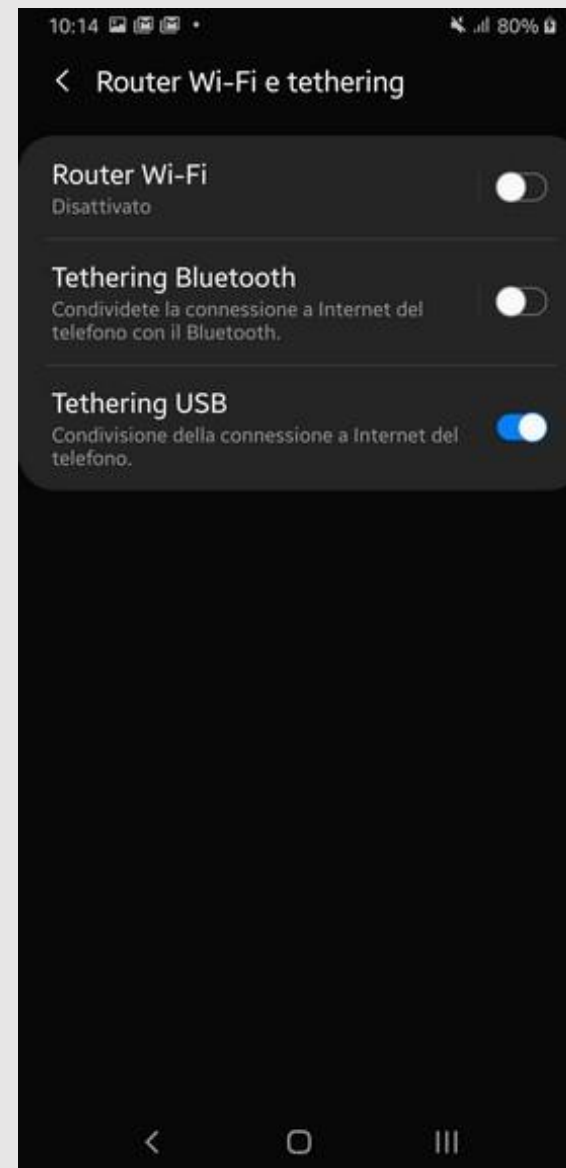 10:14
80%
Router Wi-Fi e tethering
Router Wi-Fi
Disattivato
Tethering Bluetooth
Condividete la connessione a Internet del
telefono con il Bluetooth.
Tethering USB
Condivisione della connessione a Internet del
telefono.